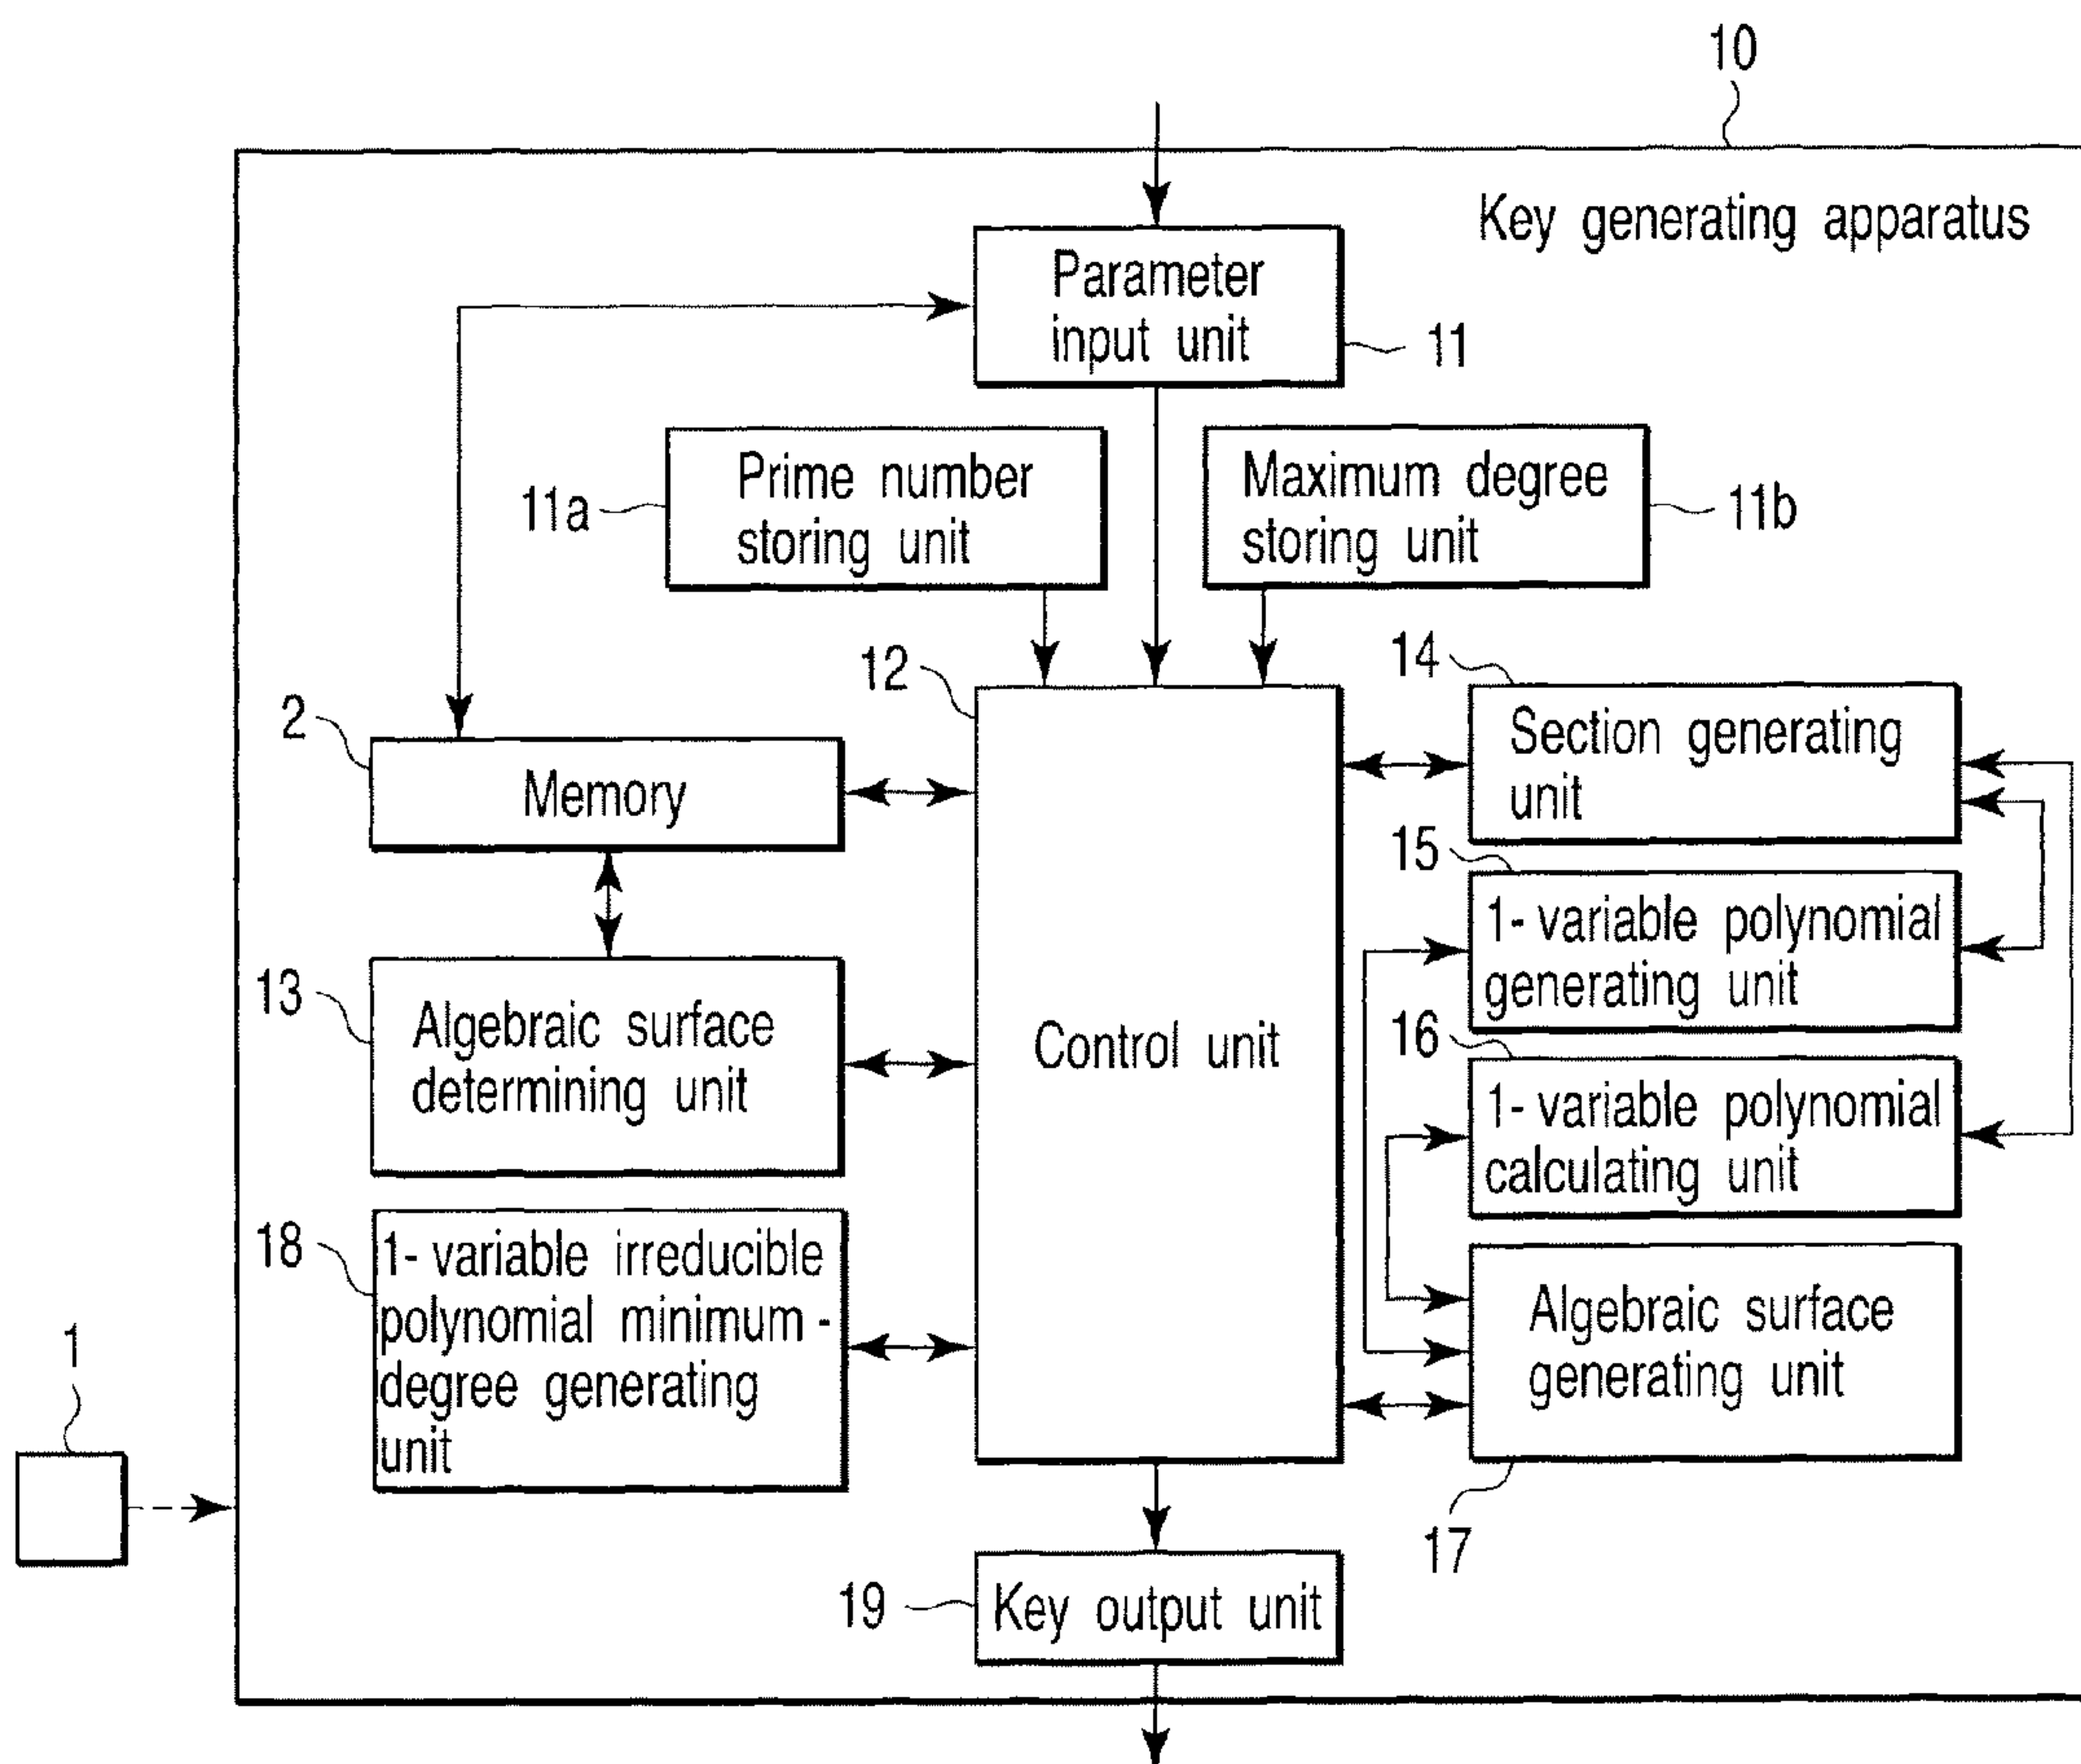 10
Key generating apparatus
Parameter
input unit
11
11a
Prime number
storing unit
Maximum degree
storing unit
11b
12
14
2
Memory
Section generating
unit
15
1- variable polynomial
generating unit
13
Algebraic surface
determining unit
Control unit
16
1- variable polynomial
calculating unit
18
1- variable irreducible
polynomial minimum -
degree generating
unit
Algebraic surface
generating unit
17
1
19
Key output unit